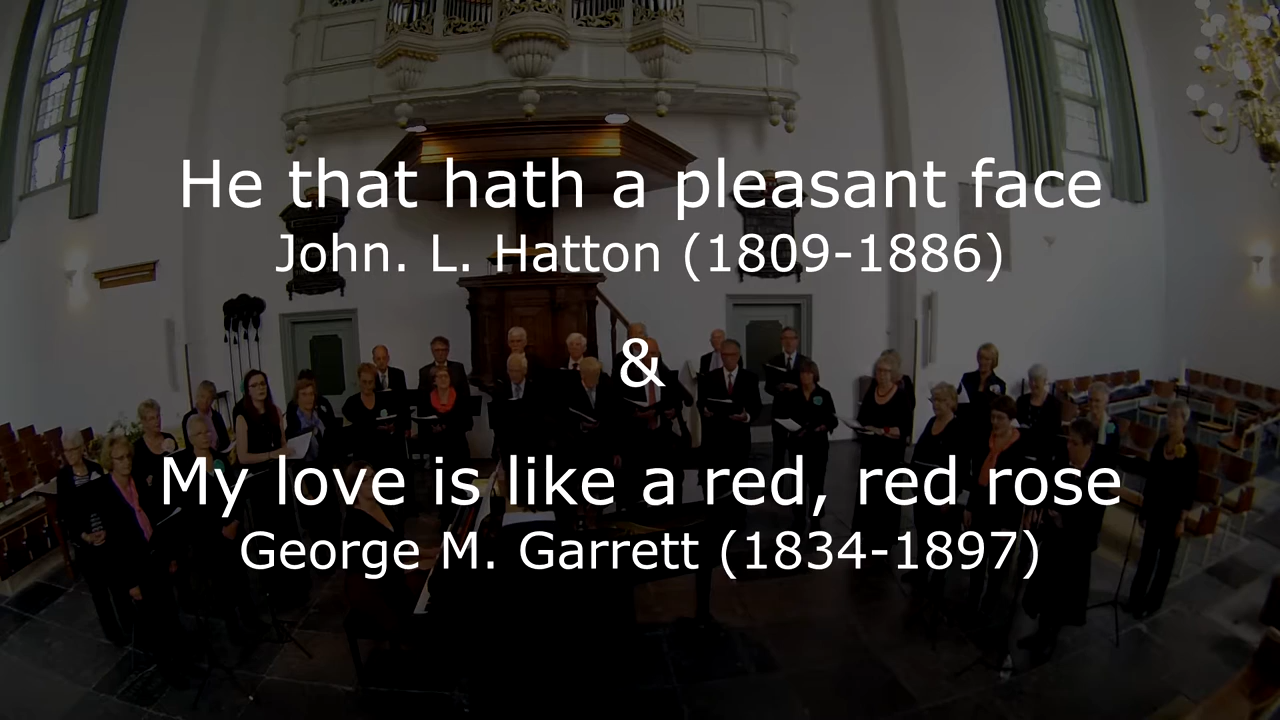 He that hath a pleasant face
John. L. Hatton (1809-1886)
&
My love is like a red, red rose
George M. Garrett (1834-1897)